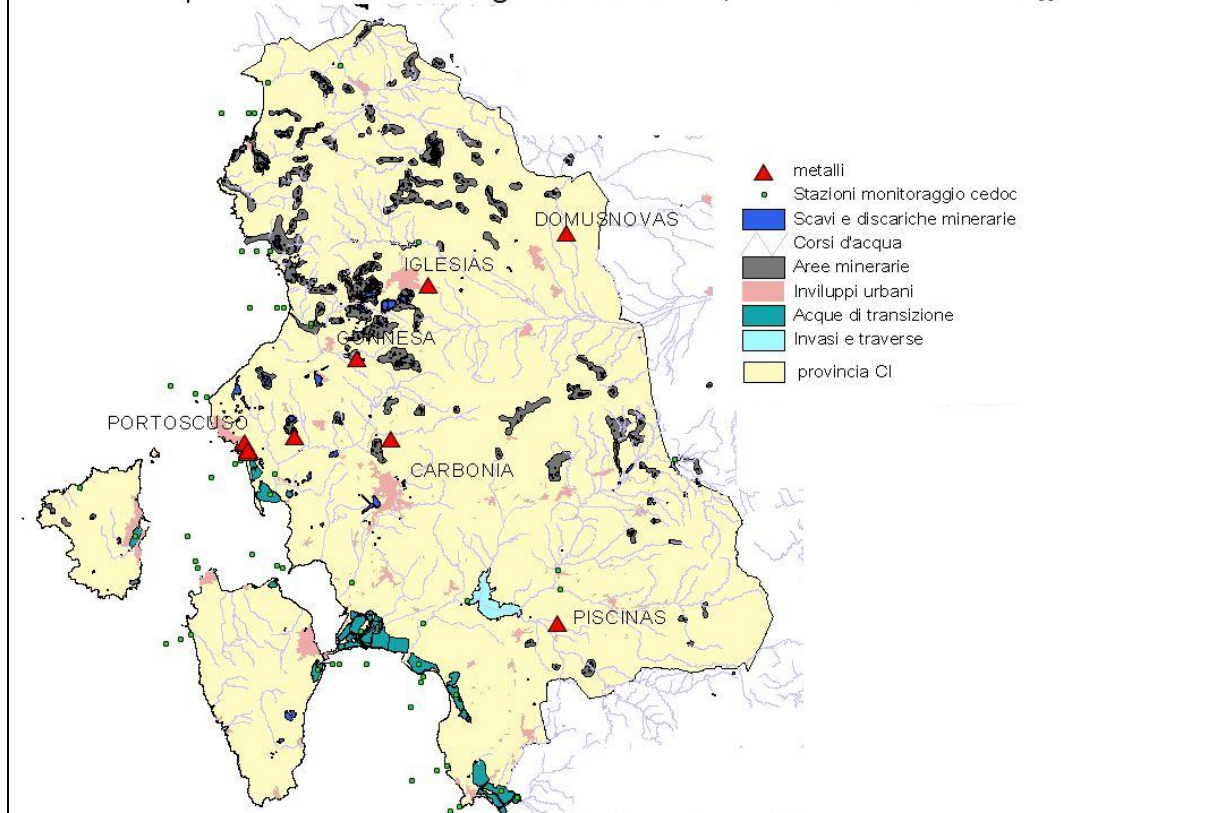 metalli
Stazioni monitoraggio cedoc
Scavi e discariche minerarie
Corsi d'acqua
Aree minerarie
Inviluppi urbani
Acque di transizione
Invasi e traverse
provincia CI
DOMUSNOVAS
IGLESIAS
GONNESA
PORTOSCUSO
CARBONIA
PISCINAS